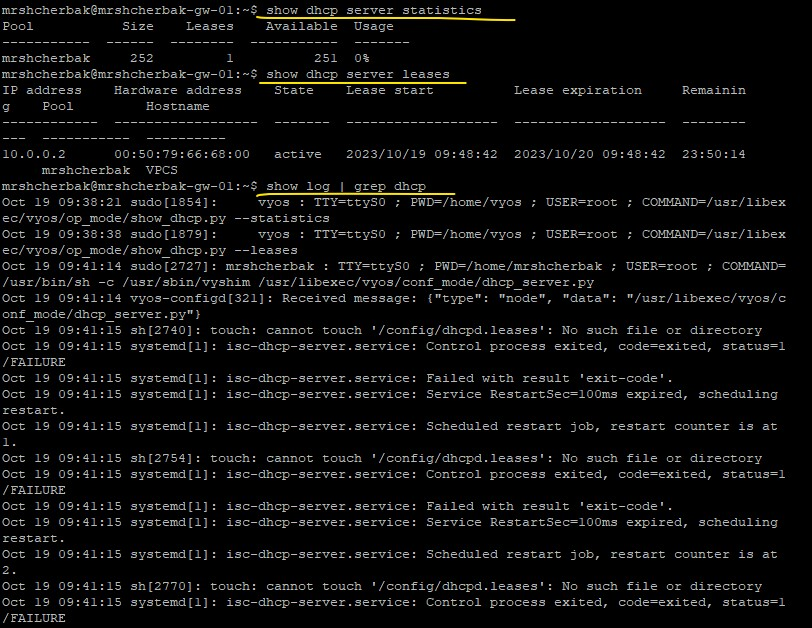 mrshcherbak@mrshcherbak-gw-01:~$ show dhcp server statistics
Pool           Size    Leases    Available  Usage
-----------  ------  --------  -----------  -------
mrshcherbak     252         1          251  0%
mrshcherbak@mrshcherbak-gw-01:~$ show dhcp server leases
IP address    Hardware address    State    Lease start          Lease expiration     Remainin
g    Pool         Hostname
------------  ------------------  -------  -------------------  -------------------  --------
---  -----------  ----------
10.0.0.2      00:50:79:66:68:00   active   2023/10/19 09:48:42  2023/10/20 09:48:42  23:50:14
     mrshcherbak  VPCS
mrshcherbak@mrshcherbak-gw-01:~$ show log | grep dhcp
Oct 19 09:38:21 sudo[1854]:     vyos : TTY=ttyS0 ; PWD=/home/vyos ; USER=root ; COMMAND=/usr/libex
ec/vyos/op_mode/show_dhcp.py --statistics
Oct 19 09:38:38 sudo[1879]:     vyos : TTY=ttyS0 ; PWD=/home/vyos ; USER=root ; COMMAND=/usr/libex
ec/vyos/op_mode/show_dhcp.py --leases
Oct 19 09:41:14 sudo[2727]: mrshcherbak : TTY=ttyS0 ; PWD=/home/mrshcherbak ; USER=root ; COMMAND=
/usr/bin/sh -c /usr/sbin/vyshim /usr/libexec/vyos/conf_mode/dhcp_server.py
Oct 19 09:41:14 vyos-configd[321]: Received message: {"type": "node", "data": "/usr/libexec/vyos/c
onf_mode/dhcp_server.py"}
Oct 19 09:41:15 sh[2740]: touch: cannot touch '/config/dhcpd.leases': No such file or directory
Oct 19 09:41:15 systemd[1]: isc-dhcp-server.service: Control process exited, code=exited, status=1
/FAILURE
Oct 19 09:41:15 systemd[1]: isc-dhcp-server.service: Failed with result 'exit-code'.
Oct 19 09:41:15 systemd[1]: isc-dhcp-server.service: Service RestartSec=100ms expired, scheduling
restart.
Oct 19 09:41:15 systemd[1]: isc-dhcp-server.service: Scheduled restart job, restart counter is at
1.
Oct 19 09:41:15 sh[2754]: touch: cannot touch '/config/dhcpd.leases': No such file or directory
Oct 19 09:41:15 systemd[1]: isc-dhcp-server.service: Control process exited, code=exited, status=1
/FAILURE
Oct 19 09:41:15 systemd[1]: isc-dhcp-server.service: Failed with result 'exit-code'.
Oct 19 09:41:15 systemd[1]: isc-dhcp-server.service: Service RestartSec=100ms expired, scheduling
restart.
Oct 19 09:41:15 systemd[1]: isc-dhcp-server.service: Scheduled restart job, restart counter is at
2.
Oct 19 09:41:15 sh[2770]: touch: cannot touch '/config/dhcpd.leases': No such file or directory
Oct 19 09:41:15 systemd[1]: isc-dhcp-server.service: Control process exited, code=exited, status=1
/FAILURE